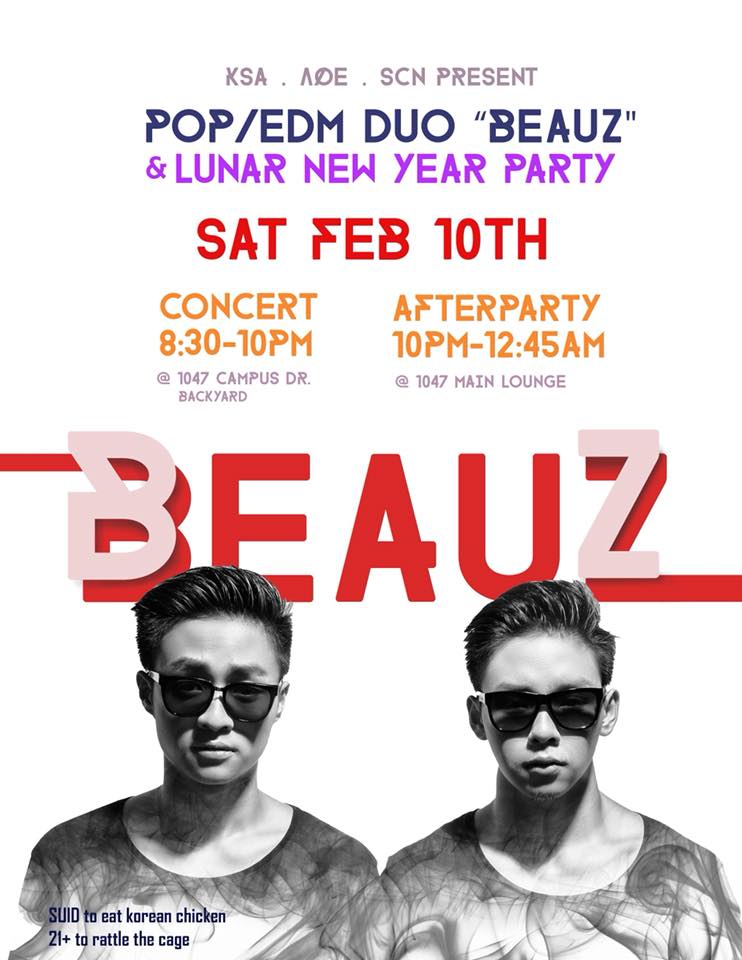 KSA . ΛØE . SCN PRESENT
POP/EDM DUO “BEAUZ"
& LUNAR NEW YEAR PARTY
SAT FEB 10TH
CONCERT
8:30-10PM
@ 1047 CAMPUS DR.
BACKYARD
AFTERPARTY
10PM-12:45AM
@ 1047 MAIN LOUNGE
BEAUZ
SUID to eat korean chicken
21+ to rattle the cage